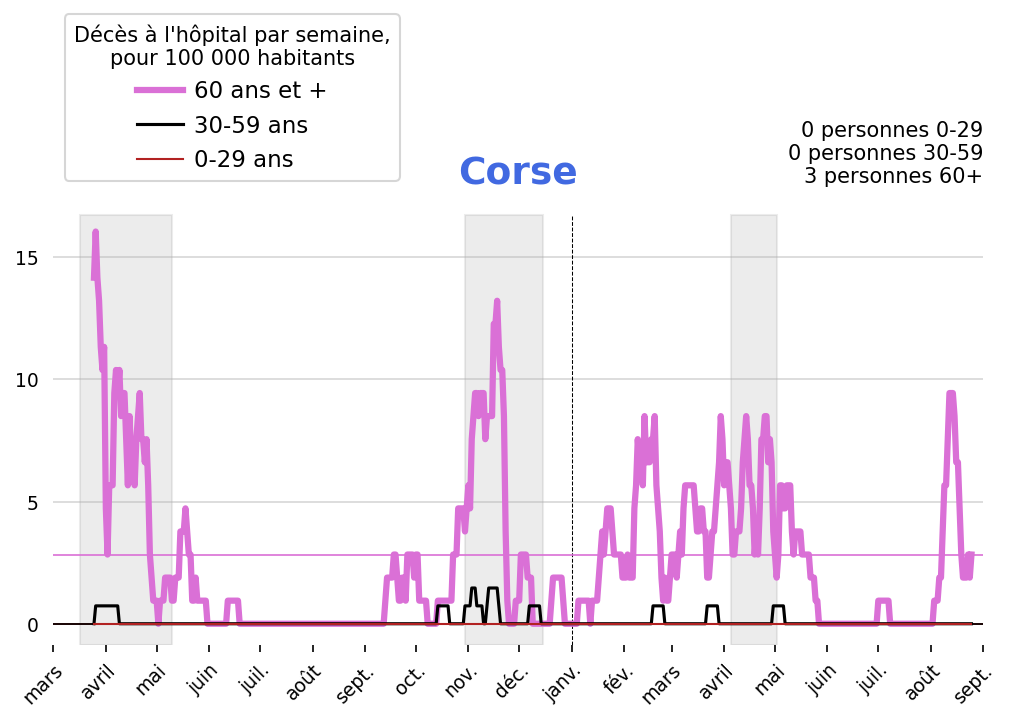 Décès à l'hôpital par semaine,
pour 100 000 habitants
60 ans et +
30-59 ans
0-29 ans
Corse
0 personnes 0-29
0 personnes 30-59
3 personnes 60+
15
10
5
0
mars
avril
mai
juin
juil.
août
sept.
oct.
nov.
déc.
janv.
fév.
mars
avril
mai
juin
juil.
août
sept.